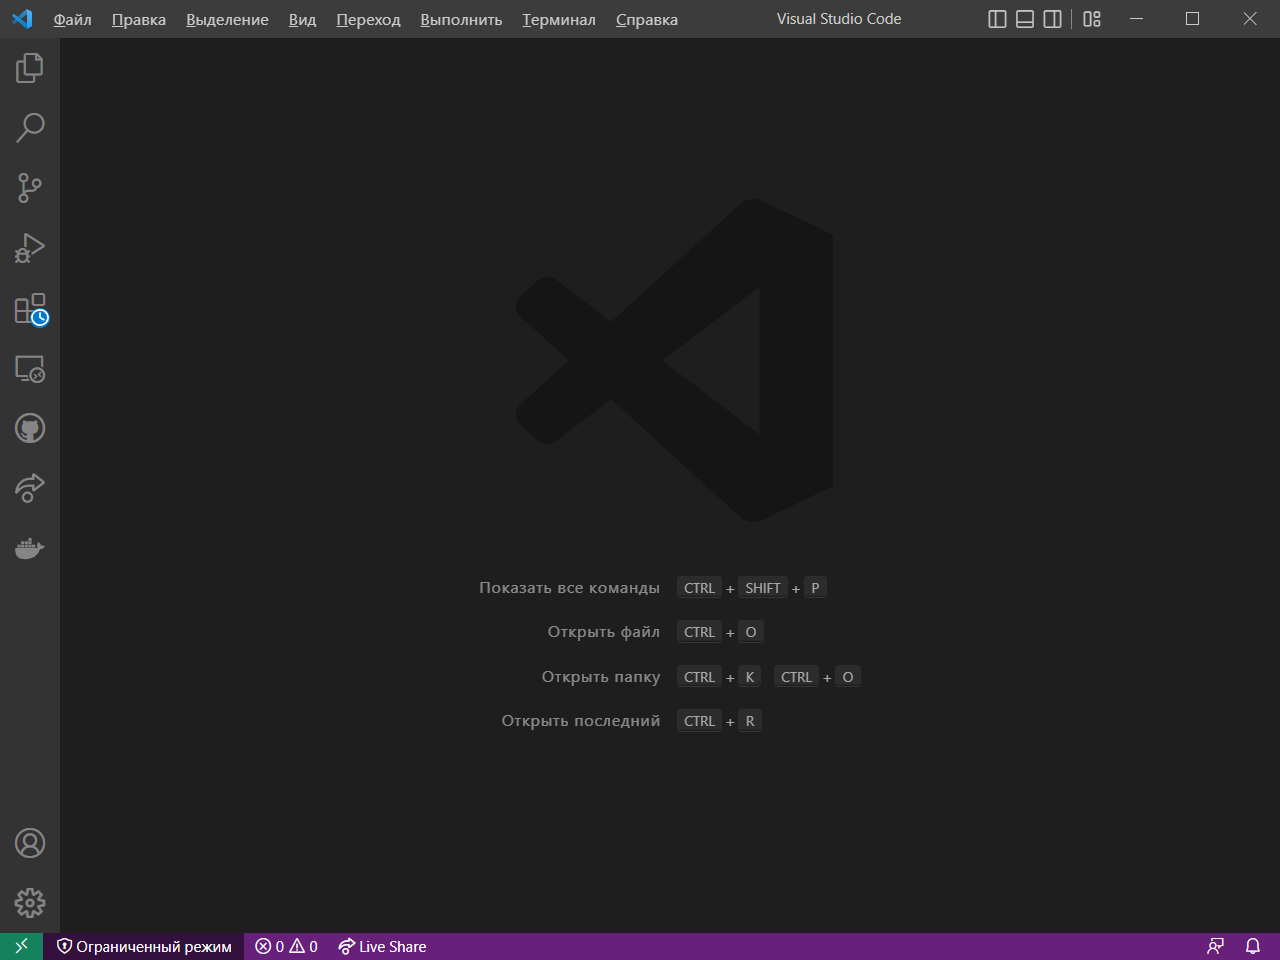 Файл Правка Выделение Вид Переход Выполнить Терминал Справка Visual Studio Code
Показать все команды CTRL + SHIFT + P
Открыть файл CTRL + O
Открыть папку CTRL + K CTRL + O
Открыть последний CTRL + R
Ограниченный режим 0 0 Live Share